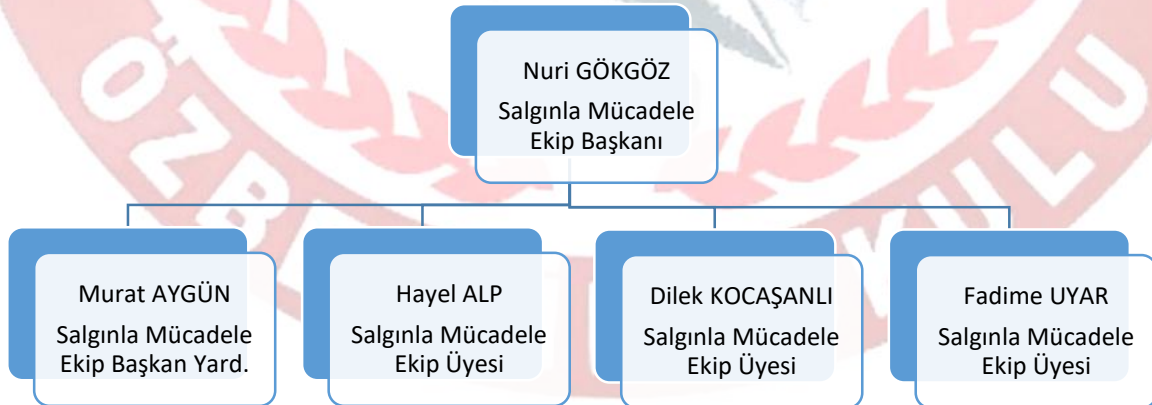 Nuri GÖKGÖZ
Salgınla Mücadele
Ekip Başkanı
Murat AYGÜN
Salgınla Mücadele
Ekip Başkan Yard.
Hayel ALP
Salgınla Mücadele
Ekip Üyesi
Dilek KOCAŞANLI
Salgınla Mücadele
Ekip Üyesi
Fadime UYAR
Salgınla Mücadele
Ekip Üyesi